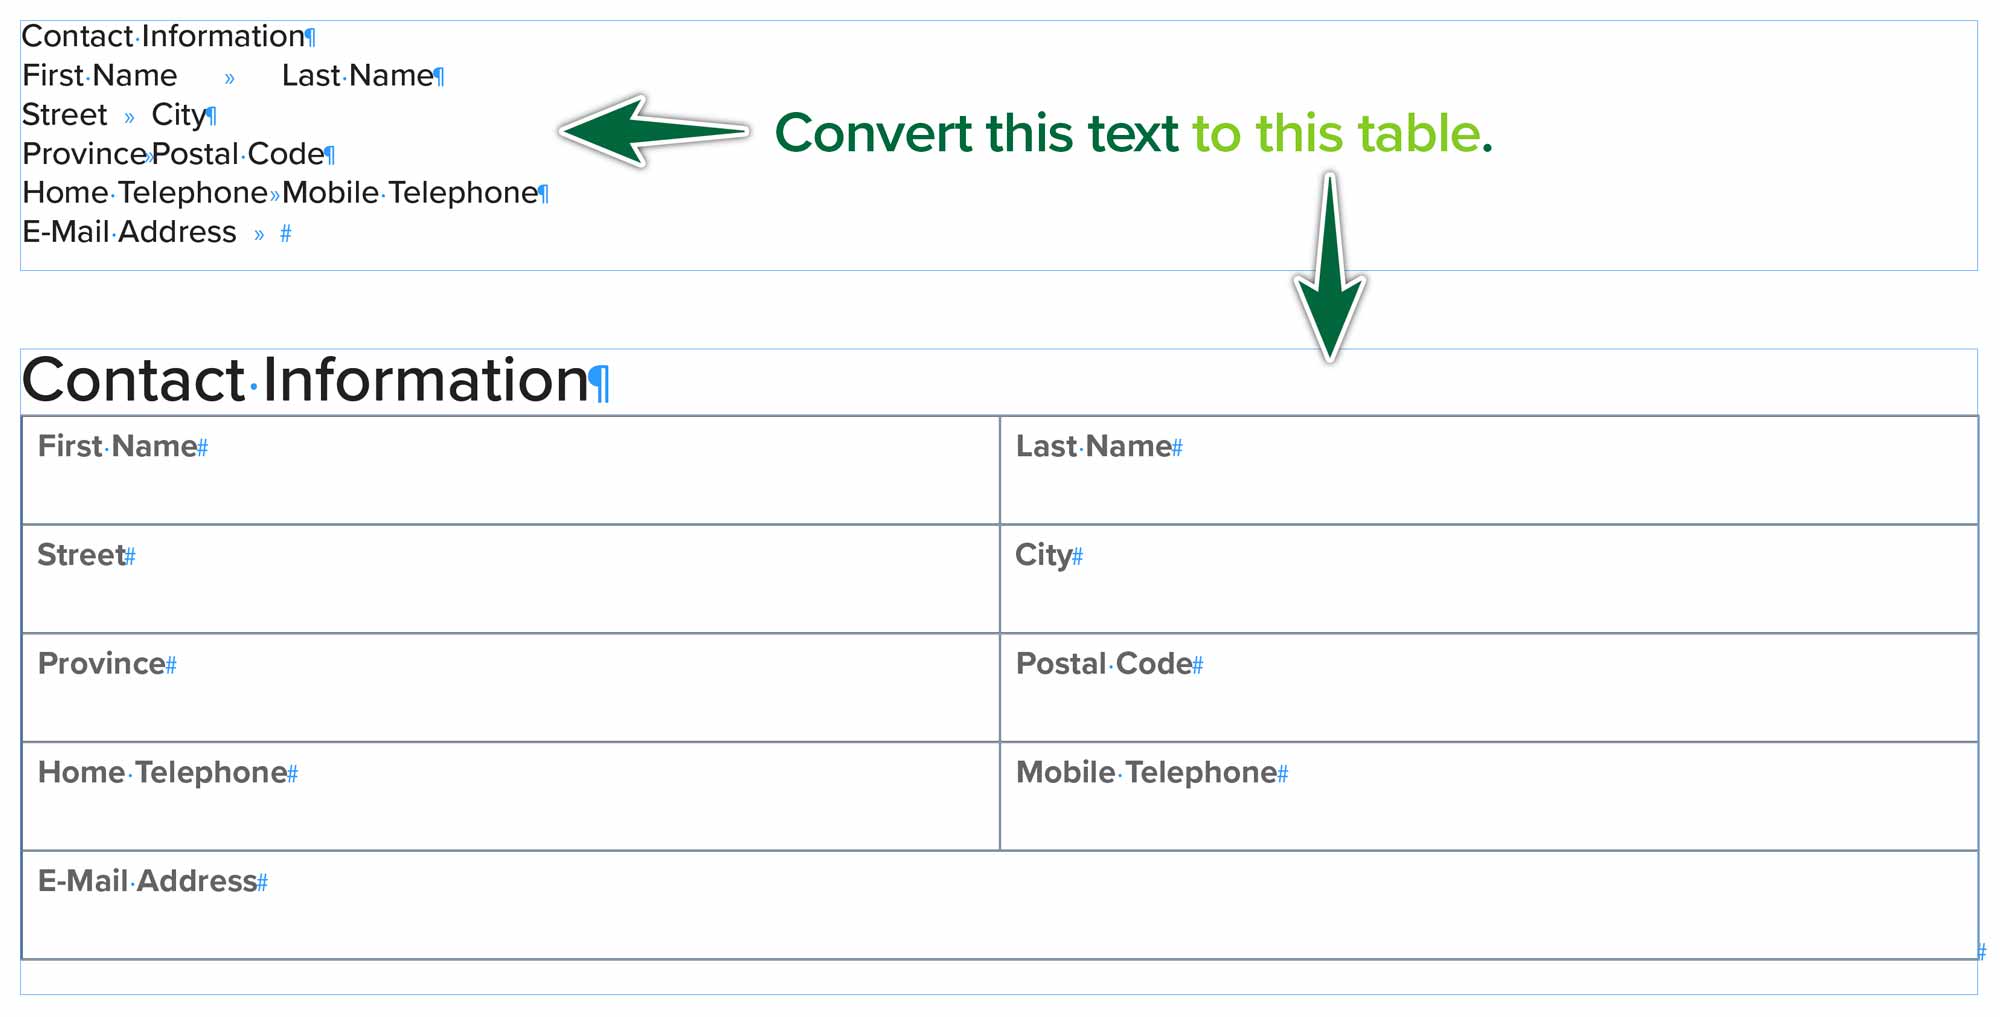 Contact·Information¶
First·Name » Last·Name¶
Street » City¶
Province»Postal·Code¶
Home·Telephone»Mobile·Telephone¶
E-Mail·Address » #
Convert this text to this table.
Contact·Information¶
First·Name# Last·Name#
Street# City#
Province# Postal·Code#
Home·Telephone# Mobile·Telephone#
E-Mail·Address#
#